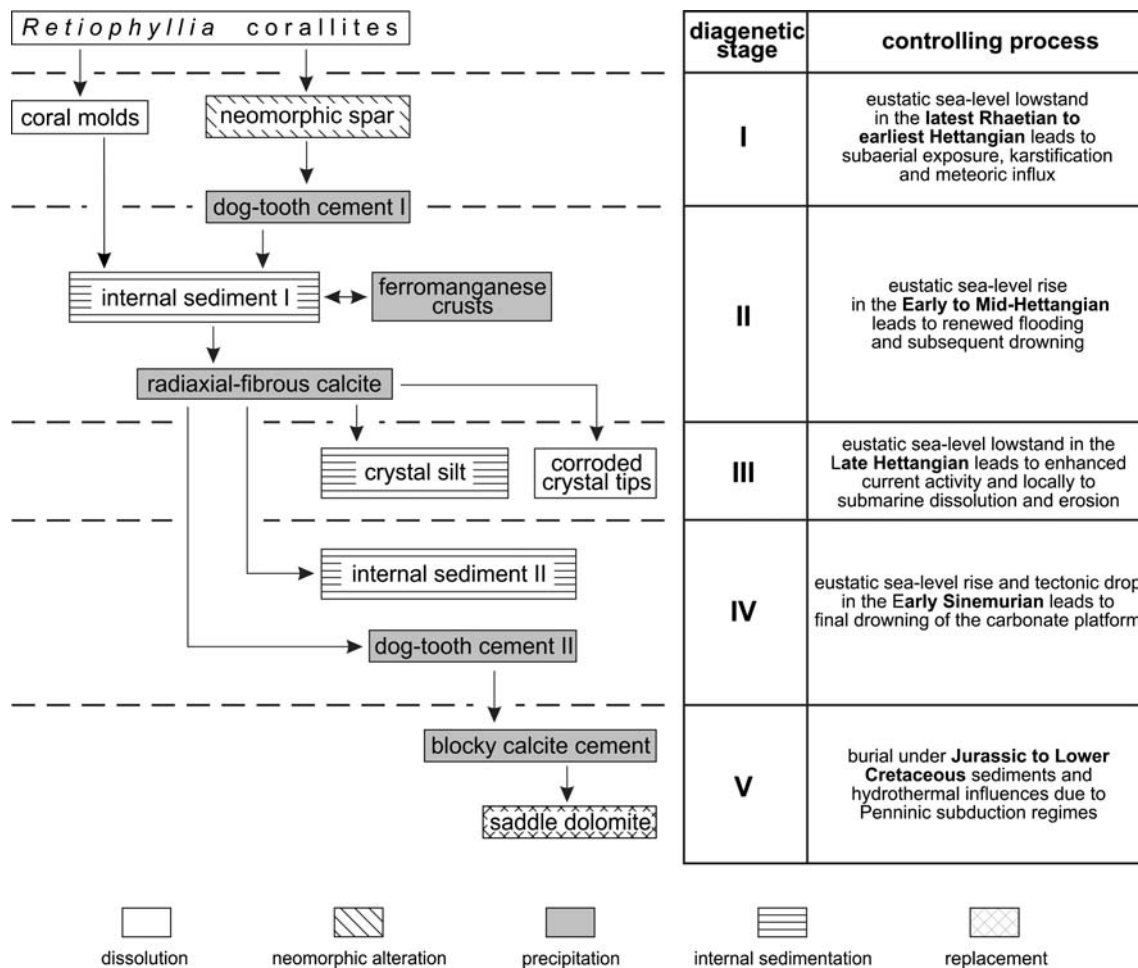 Retiophyllia corallites
coral molds
neomorphic spar
dog-tooth cement I
internal sediment I
ferromanganese
crusts
radiaxial-fibrous calcite
crystal silt
corroded
crystal tips
internal sediment II
dog-tooth cement II
blocky calcite cement
saddle dolomite
diagenetic
stage
controlling process
I
eustatic sea-level lowstand
in the latest Rhaetian to
earliest Hettangian leads to
subaerial exposure, karstification
and meteoric influx
II
eustatic sea-level rise
in the Early to Mid-Hettangian
leads to renewed flooding
and subsequent drowning
III
eustatic sea-level lowstand in the
Late Hettangian leads to enhanced
current activity and locally to
submarine dissolution and erosion
IV
eustatic sea-level rise and tectonic drop
in the Early Sinemurian leads to
final drowning of the carbonate platform
V
burial under Jurassic to Lower
Cretaceous sediments and
hydrothermal influences due to
Penninic subduction regimes
dissolution
neomorphic alteration
precipitation
internal sedimentation
replacement